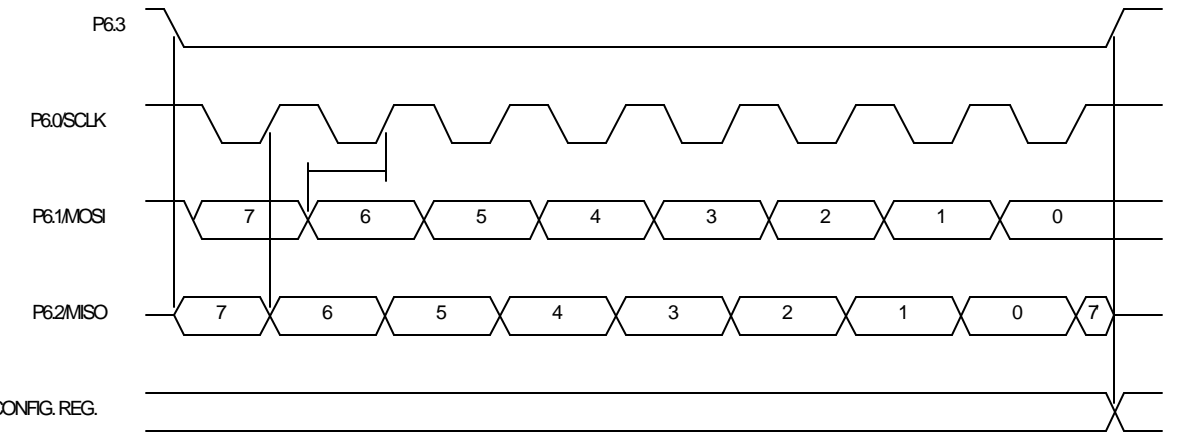 P6.3
P6.0/SCLK
P6.1/MOSI
7 6 5 4 3 2 1 0
P6.2/MISO
7 6 5 4 3 2 1 0 7
CONFIG. REG.